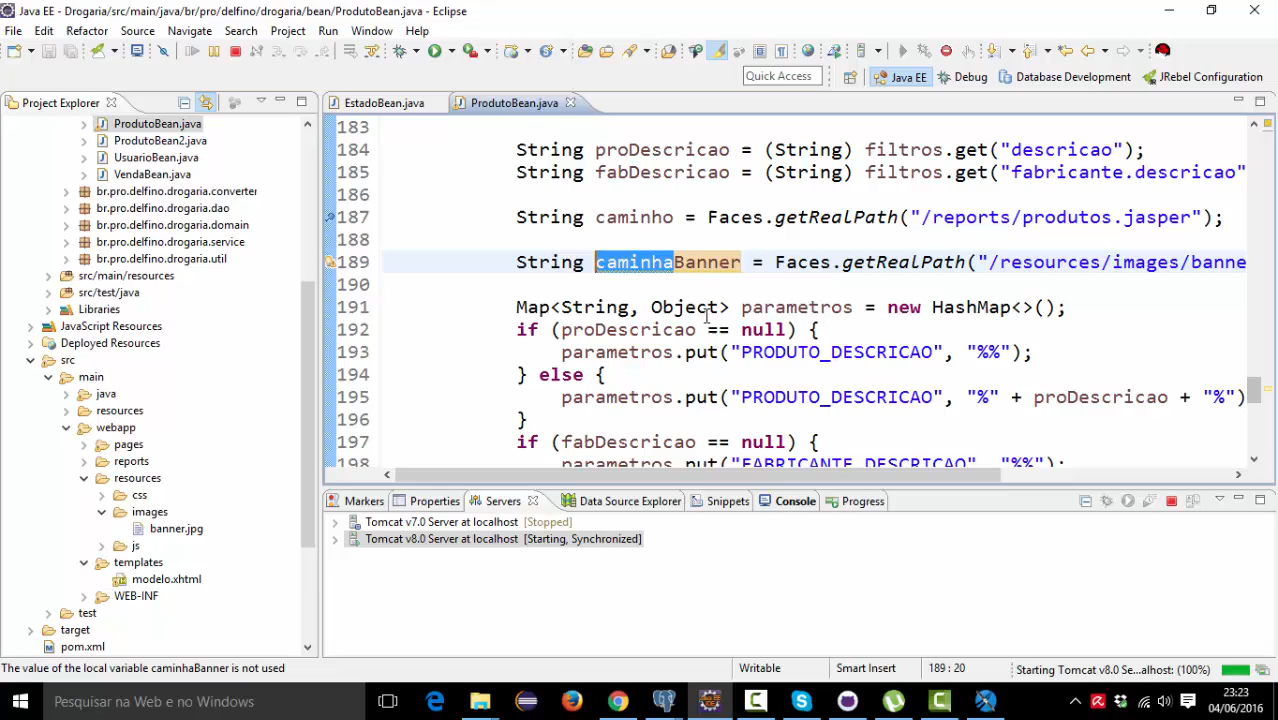 Java EE - Drogaria/src/main/java/br/pro/delfino/drogaria/bean/ProdutoBean.java - Eclipse
File Edit Refactor Source Navigate Search Project Run Window Help
Quick Access Java EE Debug Database Development JRebel Configuration
Project Explorer
ProdutoBean.java
ProdutoBean2.java
UsuarioBean.java
VendaBean.java
br.pro.delfino.drogaria.converter
br.pro.delfino.drogaria.dao
br.pro.delfino.drogaria.domain
br.pro.delfino.drogaria.service
br.pro.delfino.drogaria.util
src/main/resources
src/test/java
Libraries
JavaScript Resources
Deployed Resources
src
main
java
resources
webapp
pages
reports
resources
css
images
banner.jpg
js
templates
modelo.xhtml
WEB-INF
test
target
pom.xml
EstadoBean.java ProdutoBean.java
183
184 String proDescricao = (String) filtros.get("descricao");
185 String fabDescricao = (String) filtros.get("fabricante.descricao"
186
187 String caminho = Faces.getRealPath("/reports/produtos.jasper");
188
189 String caminhaBanner = Faces.getRealPath("/resources/images/banne
190
191 Map<String, Object> parametros = new HashMap<>();
192 if (proDescricao == null) {
193 parametros.put("PRODUTO_DESCRICAO", "%%");
194 } else {
195 parametros.put("PRODUTO_DESCRICAO", "%" + proDescricao + "%")
196 }
197 if (fabDescricao == null) {
198 parametros.put("FABRICANTE_DESCRICAO", "%%");
Markers Properties Servers Data Source Explorer Snippets Console Progress
Tomcat v7.0 Server at localhost [Stopped]
Tomcat v8.0 Server at localhost [Starting, Synchronized]
The value of the local variable caminhaBanner is not used Writable Smart Insert 189 : 20 Starting Tomcat v8.0 Se...alhost: (100%)
Pesquisar na Web e no Windows
23:23
04/06/2016